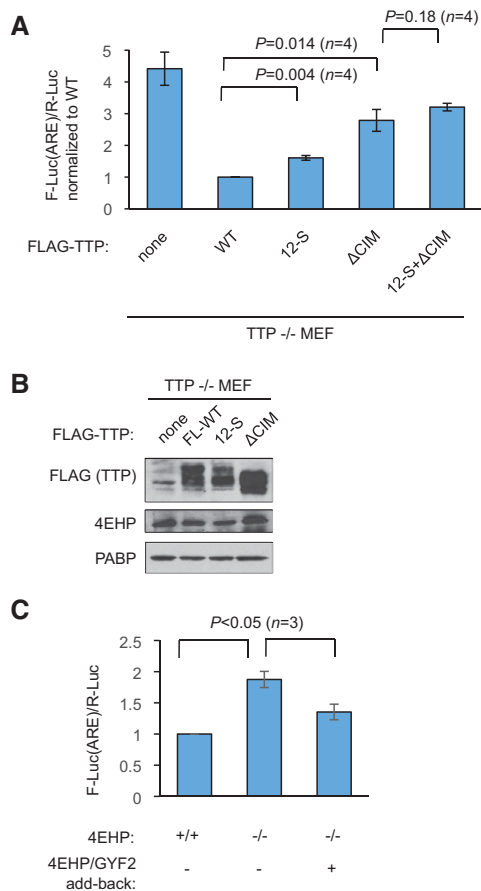 A
P=0.18 (n=4)
P=0.014 (n=4)
P=0.004 (n=4)
F-Luc(ARE)/R-Luc
normalized to WT
5
4
3
2
1
0
FLAG-TTP:
none
WT
12-S
ΔCIM
12-S+ΔCIM
TTP -/- MEF
B
TTP -/- MEF
FLAG-TTP:
none
FL-WT
12-S
ΔCIM
FLAG (TTP)
4EHP
PABP
C
P<0.05 (n=3)
F-Luc(ARE)/R-Luc
2.5
2
1.5
1
0.5
0
4EHP: +/+ -/- -/-
4EHP/GYF2
add-back: - - +